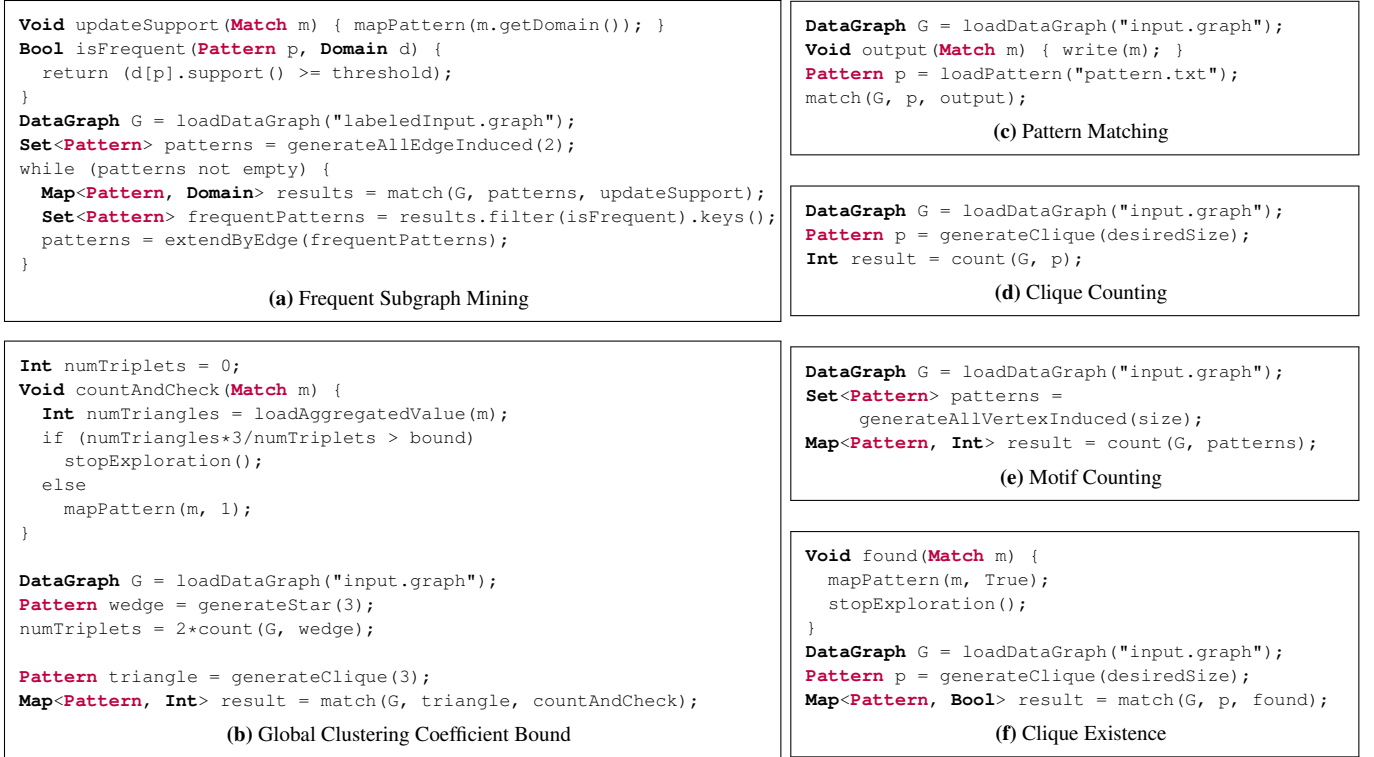 Void updateSupport(Match m) { mapPattern(m.getDomain()); }
Bool isFrequent(Pattern p, Domain d) {
  return (d[p].support() >= threshold);
}
DataGraph G = loadDataGraph("labeledInput.graph");
Set<Pattern> patterns = generateAllEdgeInduced(2);
while (patterns not empty) {
  Map<Pattern, Domain> results = match(G, patterns, updateSupport);
  Set<Pattern> frequentPatterns = results.filter(isFrequent).keys();
  patterns = extendByEdge(frequentPatterns);
}
(a) Frequent Subgraph Mining
Int numTriplets = 0;
Void countAndCheck(Match m) {
  Int numTriangles = loadAggregatedValue(m);
  if (numTriangles*3/numTriplets > bound)
    stopExploration();
  else
    mapPattern(m, 1);
}
DataGraph G = loadDataGraph("input.graph");
Pattern wedge = generateStar(3);
numTriplets = 2*count(G, wedge);
Pattern triangle = generateClique(3);
Map<Pattern, Int> result = match(G, triangle, countAndCheck);
(b) Global Clustering Coefficient Bound
DataGraph G = loadDataGraph("input.graph");
Void output(Match m) { write(m); }
Pattern p = loadPattern("pattern.txt");
match(G, p, output);
(c) Pattern Matching
DataGraph G = loadDataGraph("input.graph");
Pattern p = generateClique(desiredSize);
Int result = count(G, p);
(d) Clique Counting
DataGraph G = loadDataGraph("input.graph");
Set<Pattern> patterns =
     generateAllVertexInduced(size);
Map<Pattern, Int> result = count(G, patterns);
(e) Motif Counting
Void found(Match m) {
  mapPattern(m, True);
  stopExploration();
}
DataGraph G = loadDataGraph("input.graph");
Pattern p = generateClique(desiredSize);
Map<Pattern, Bool> result = match(G, p, found);
(f) Clique Existence